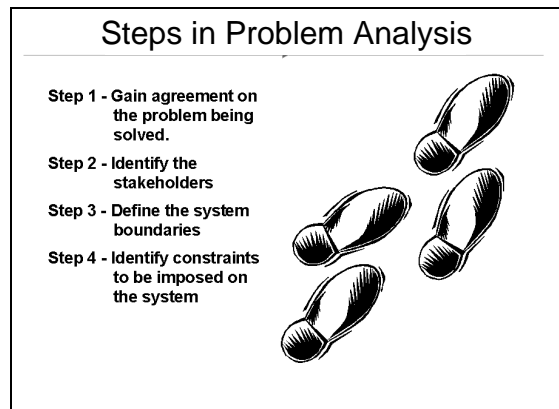 Steps in Problem Analysis
Step 1 - Gain agreement on
the problem being
solved.
Step 2 - Identify the
stakeholders
Step 3 - Define the system
boundaries
Step 4 - Identify constraints
to be imposed on
the system